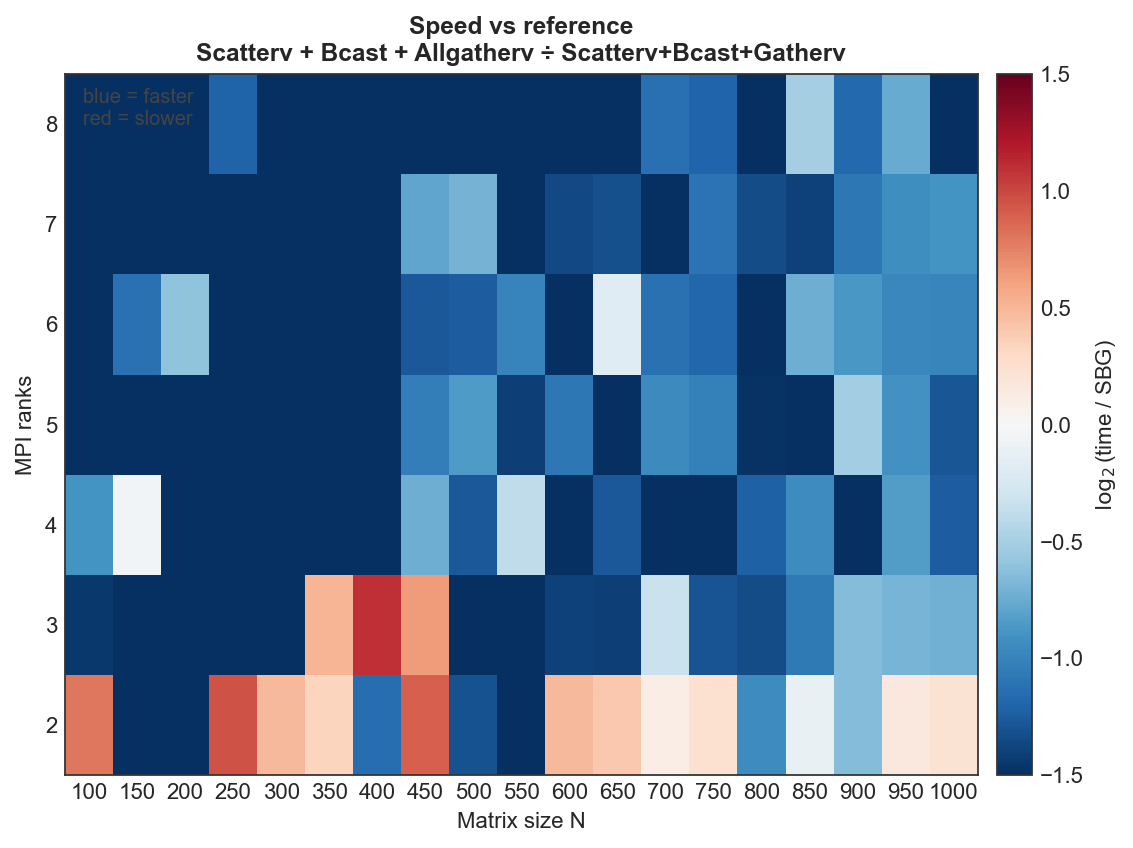 Speed vs reference
Scatterv + Bcast + Allgatherv ÷ Scatterv+Bcast+Gatherv
blue = faster
red = slower
8
7
6
5
4
3
2
MPI ranks
100 150 200 250 300 350 400 450 500 550 600 650 700 750 800 850 900 950 1000
Matrix size N
1.5
1.0
0.5
0.0
−0.5
−1.0
−1.5
log₂(time / SBG)